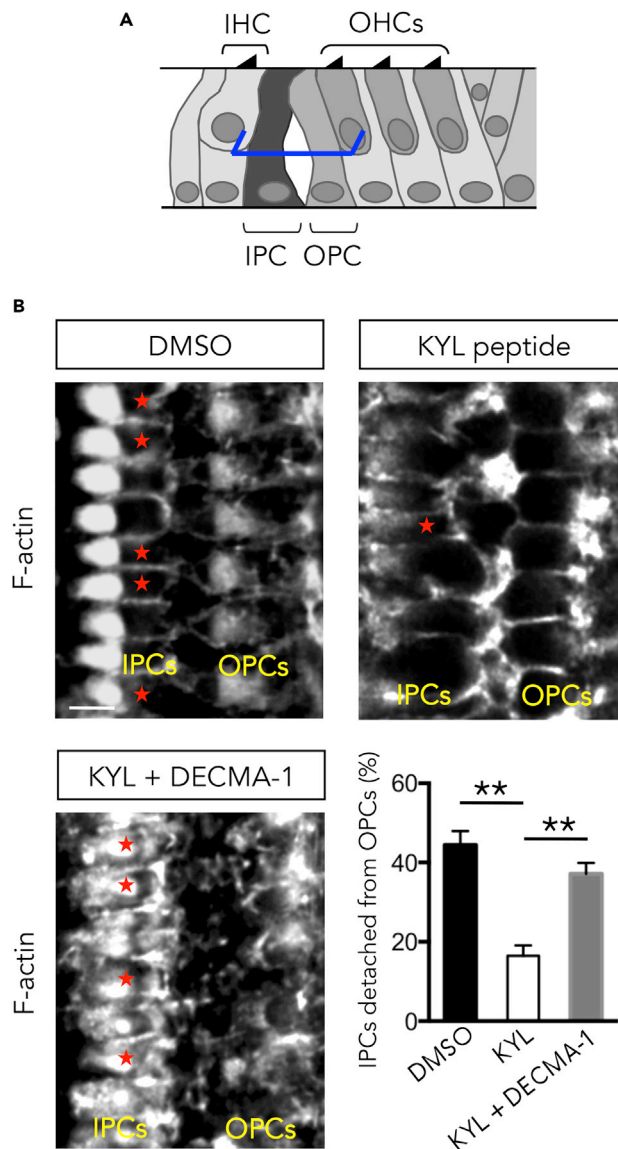 A
IHC
OHCs
IPC
OPC
B
DMSO
KYL peptide
F-actin
IPCs
OPCs
IPCs
OPCs
KYL + DECMA-1
F-actin
IPCs
OPCs
IPCs detached from OPCs (%)
60
40
20
0
**
**
DMSO
KYL
KYL + DECMA-1